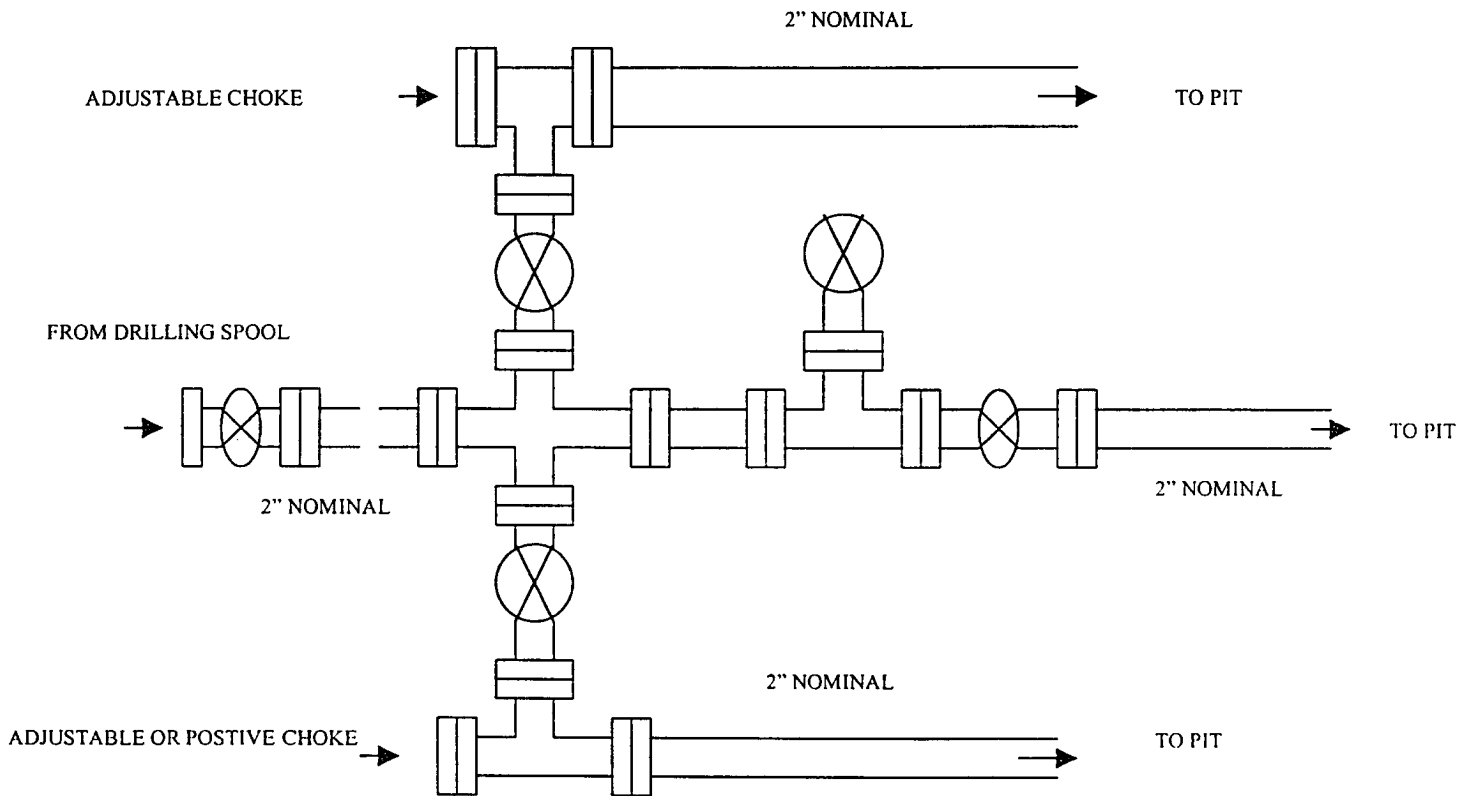 2” NOMINAL
ADJUSTABLE CHOKE
TO PIT
FROM DRILLING SPOOL
TO PIT
2” NOMINAL
2” NOMINAL
2” NOMINAL
ADJUSTABLE OR POSTIVE CHOKE
TO PIT